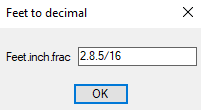 Feet to decimal
Feet.inch.frac 2.8.5/16
OK